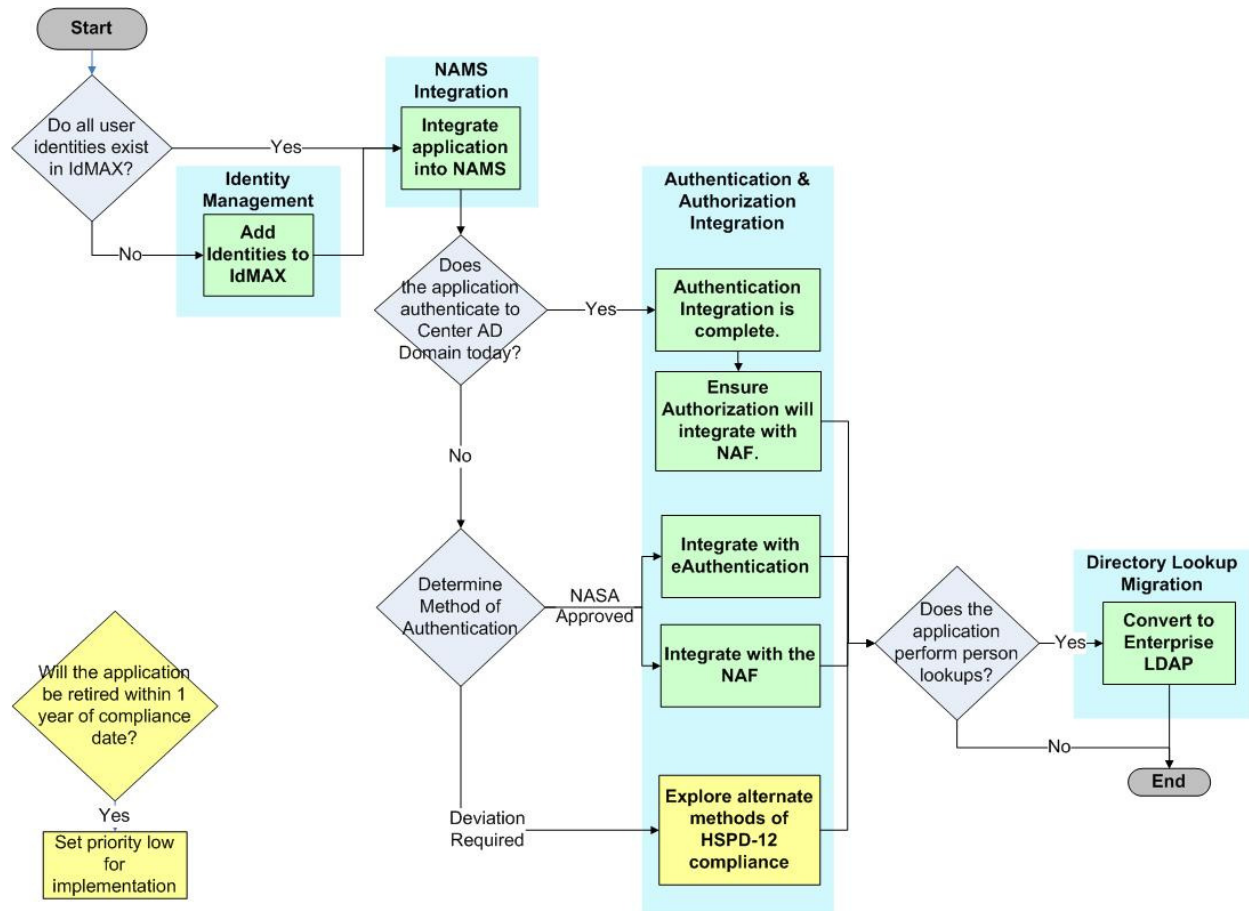 Start
Do all user
identities exist
in IdMAX?
Yes
No
Identity
Management
Add
Identities to
IdMAX
NAMS
Integration
Integrate
application
into NAMS
Does
the application
authenticate to
Center AD
Domain today?
Yes
No
Authentication &
Authorization
Integration
Authentication
Integration is
complete.
Ensure
Authorization will
integrate with
NAF.
Determine
Method of
Authentication
NASA
Approved
Integrate with
eAuthentication
Integrate with the
NAF
Deviation
Required
Explore alternate
methods of
HSPD-12
compliance
Does the
application
perform person
lookups?
Yes
No
Directory Lookup
Migration
Convert to
Enterprise
LDAP
End
Will the application
be retired within 1
year of compliance
date?
Yes
Set priority low
for
implementation